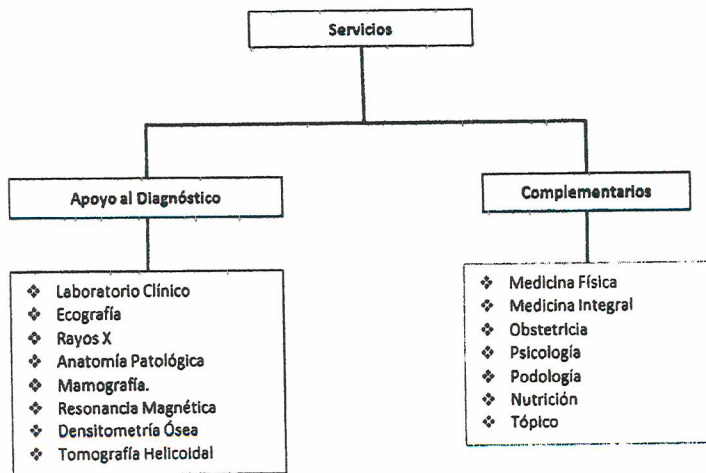 Servicios
Apoyo al Diagnóstico
❖ Laboratorio Clínico
❖ Ecografía
❖ Rayos X
❖ Anatomía Patológica
❖ Mamografía.
❖ Resonancia Magnética
❖ Densitometría Ósea
❖ Tomografía Helicoidal
Complementarios
❖ Medicina Física
❖ Medicina Integral
❖ Obstetricia
❖ Psicología
❖ Podología
❖ Nutrición
❖ Tópico